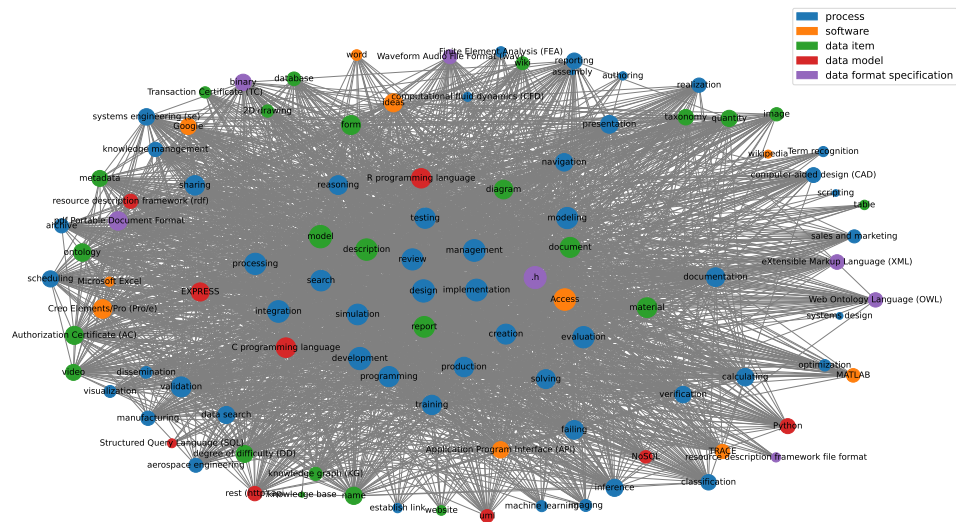 process
software
data item
data model
data format specification
word
Finite Element Analysis (FEA)
Waveform Audio File Format (wav)
wiki
reporting
assembly
authoring
realization
binary
database
Transaction Certificate (TC)
computational fluid dynamics (CFD)
ideas
2D drawing
systems engineering (se)
Google
form
presentation
taxonomy
quantity
image
knowledge management
wikipedia
Term recognition
navigation
metadata
sharing
reasoning
R programming language
diagram
computer-aided design (CAD)
scripting
resource description framework (rdf)
table
pdf Portable Document Format
archive
testing
modeling
model
sales and marketing
description
management
document
ontology
review
eXtensible Markup Language (XML)
processing
scheduling
search
.h
documentation
Microsoft Excel
EXPRESS
design
implementation
Access
Web Ontology Language (OWL)
Creo Elements/Pro (Pro/e)
integration
simulation
material
systems design
report
Authorization Certificate (AC)
creation
evaluation
C programming language
development
production
optimization
video
dissemination
programming
solving
calculating
MATLAB
visualization
validation
verification
training
manufacturing
data search
failing
Python
Structured Query Language (SQL)
degree of difficulty (DD)
Application Program Interface (API)
TRACE
NoSQL
resource description framework file format
aerospace engineering
knowledge graph (KG)
classification
inference
knowledge base
name
establish link
website
uml
machine learning
imaging